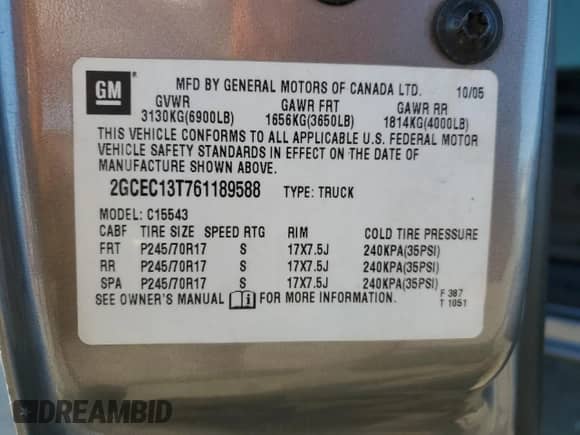 GM ® MFD BY GENERAL MOTORS OF CANADA LTD. 10/05
GVWR GAWR FRT GAWR RR
3130KG(6900LB) 1656KG(3650LB) 1814KG(4000LB)
THIS VEHICLE CONFORMS TO ALL APPLICABLE U.S. FEDERAL MOTOR
VEHICLE SAFETY STANDARDS IN EFFECT ON THE DATE OF
MANUFACTURE SHOWN ABOVE.
2GCEC13T761189588 TYPE: TRUCK
MODEL: C15543
CABF TIRE SIZE SPEED RTG RIM COLD TIRE PRESSURE
FRT P245/70R17 S 17X7.5J 240KPA(35PSI)
RR P245/70R17 S 17X7.5J 240KPA(35PSI)
SPA P245/70R17 S 17X7.5J 240KPA(35PSI)
SEE OWNER'S MANUAL i FOR MORE INFORMATION.
F 387
T 1051
DREAMBID